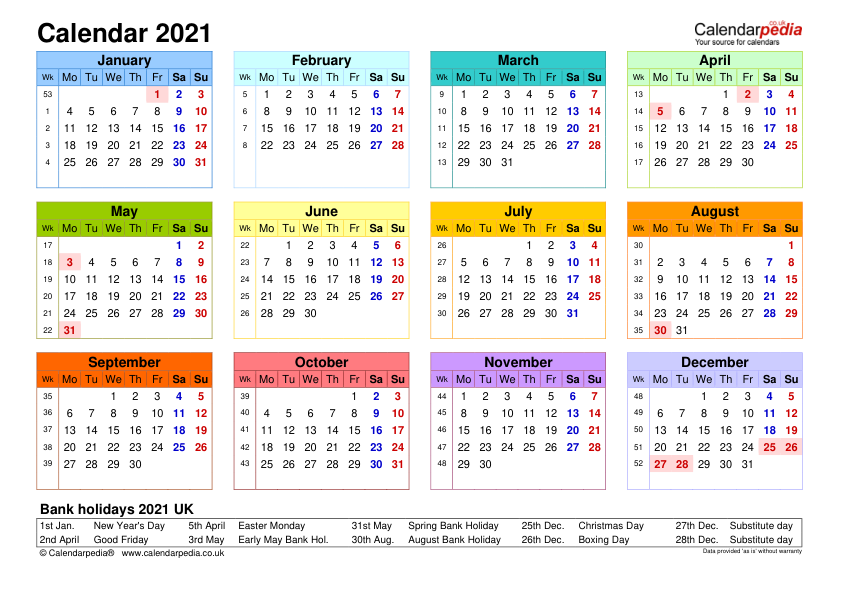 Calendar 2021
Calendarpedia
.co.uk
Your source for calendars
January February March April
Wk Mo Tu We Th Fr Sa Su Wk Mo Tu We Th Fr Sa Su Wk Mo Tu We Th Fr Sa Su Wk Mo Tu We Th Fr Sa Su
53 1 2 3 5 1 2 3 4 5 6 7 9 1 2 3 4 5 6 7 13 1 2 3 4
1 4 5 6 7 8 9 10 6 8 9 10 11 12 13 14 10 8 9 10 11 12 13 14 14 5 6 7 8 9 10 11
2 11 12 13 14 15 16 17 7 15 16 17 18 19 20 21 11 15 16 17 18 19 20 21 15 12 13 14 15 16 17 18
3 18 19 20 21 22 23 24 8 22 23 24 25 26 27 28 12 22 23 24 25 26 27 28 16 19 20 21 22 23 24 25
4 25 26 27 28 29 30 31 13 29 30 31 17 26 27 28 29 30
May June July August
Wk Mo Tu We Th Fr Sa Su Wk Mo Tu We Th Fr Sa Su Wk Mo Tu We Th Fr Sa Su Wk Mo Tu We Th Fr Sa Su
17 1 2 22 1 2 3 4 5 6 26 1 2 3 4 30 1
18 3 4 5 6 7 8 9 23 7 8 9 10 11 12 13 27 5 6 7 8 9 10 11 31 2 3 4 5 6 7 8
19 10 11 12 13 14 15 16 24 14 15 16 17 18 19 20 28 12 13 14 15 16 17 18 32 9 10 11 12 13 14 15
20 17 18 19 20 21 22 23 25 21 22 23 24 25 26 27 29 19 20 21 22 23 24 25 33 16 17 18 19 20 21 22
21 24 25 26 27 28 29 30 26 28 29 30 30 26 27 28 29 30 31 34 23 24 25 26 27 28 29
22 31 35 30 31
September October November December
Wk Mo Tu We Th Fr Sa Su Wk Mo Tu We Th Fr Sa Su Wk Mo Tu We Th Fr Sa Su Wk Mo Tu We Th Fr Sa Su
35 1 2 3 4 5 39 1 2 3 44 1 2 3 4 5 6 7 48 1 2 3 4 5
36 6 7 8 9 10 11 12 40 4 5 6 7 8 9 10 45 8 9 10 11 12 13 14 49 6 7 8 9 10 11 12
37 13 14 15 16 17 18 19 41 11 12 13 14 15 16 17 46 15 16 17 18 19 20 21 50 13 14 15 16 17 18 19
38 20 21 22 23 24 25 26 42 18 19 20 21 22 23 24 47 22 23 24 25 26 27 28 51 20 21 22 23 24 25 26
39 27 28 29 30 43 25 26 27 28 29 30 31 48 29 30 52 27 28 29 30 31
Bank holidays 2021 UK
1st Jan. New Year's Day 5th April Easter Monday 31st May Spring Bank Holiday 25th Dec. Christmas Day 27th Dec. Substitute day
2nd April Good Friday 3rd May Early May Bank Hol. 30th Aug. August Bank Holiday 26th Dec. Boxing Day 28th Dec. Substitute day
© Calendarpedia® www.calendarpedia.co.uk Data provided 'as is' without warranty